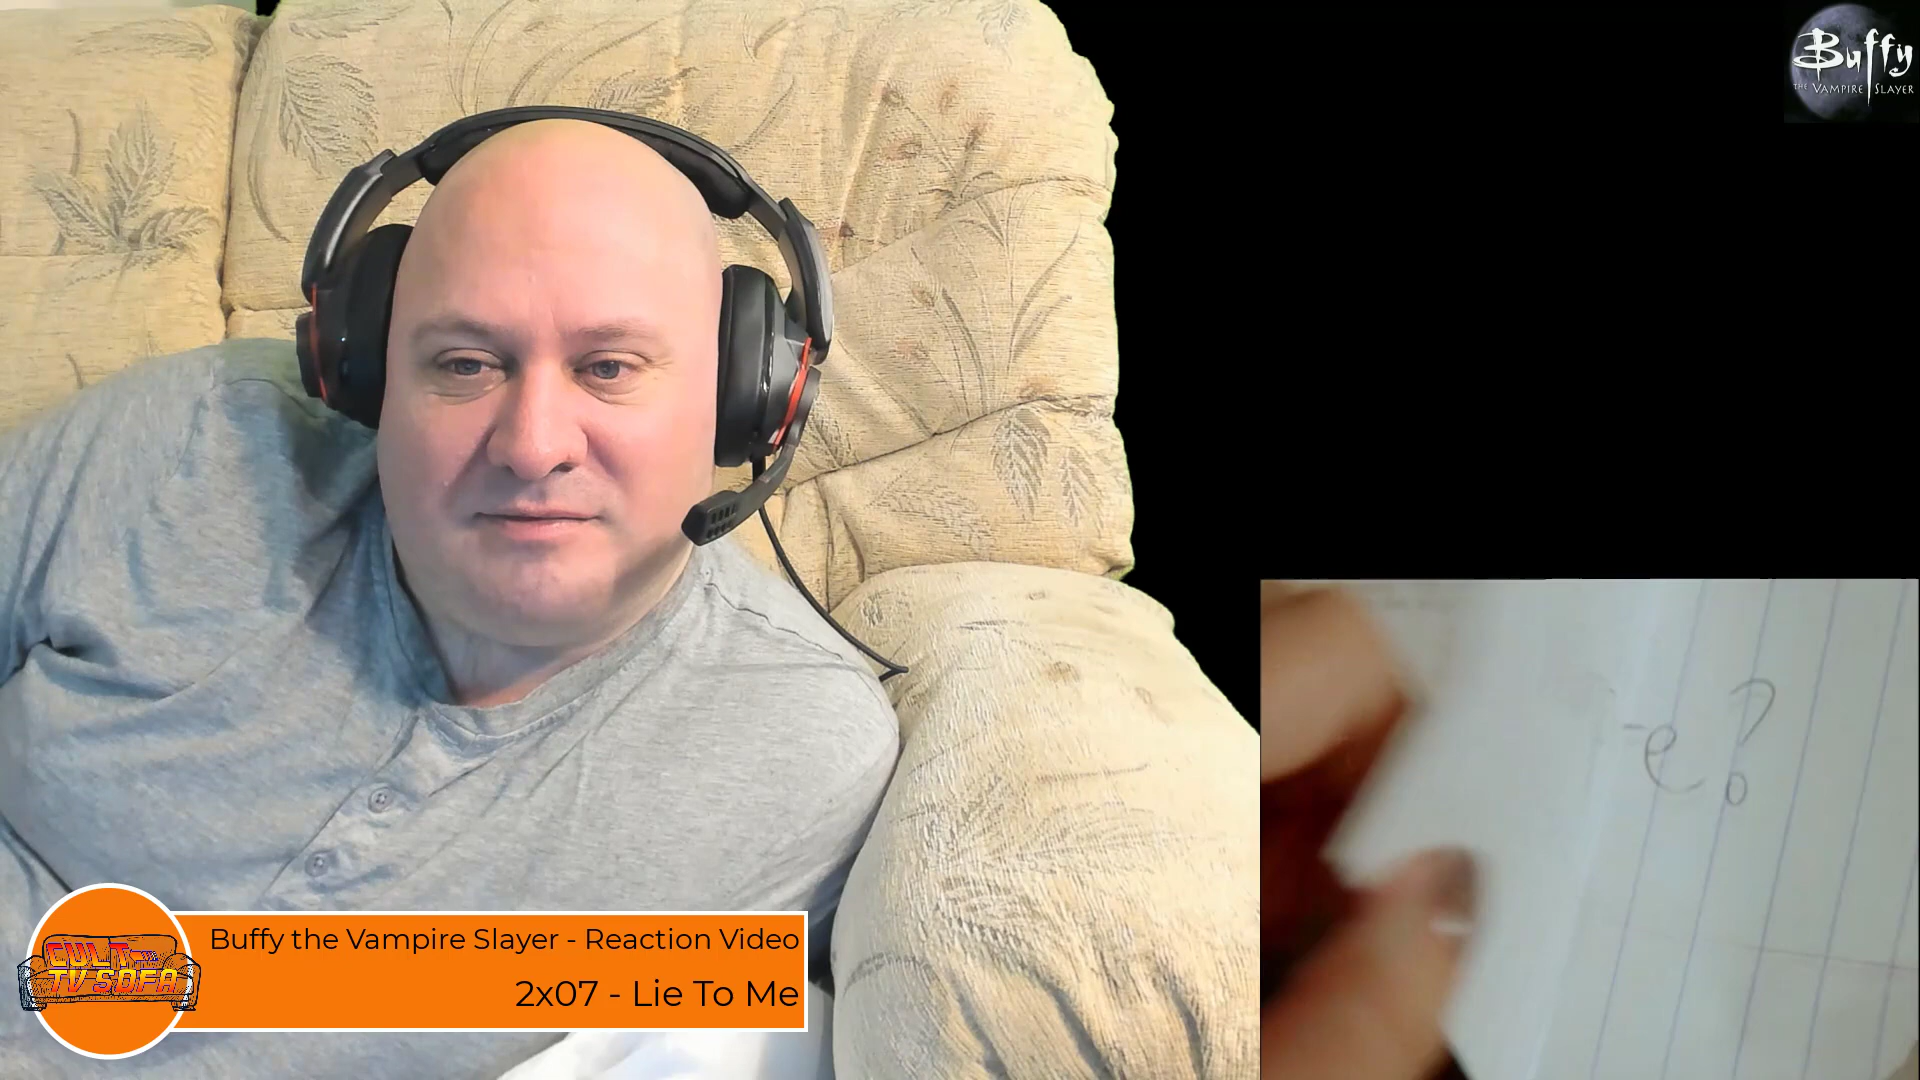 Buffy
THE VAMPIRE SLAYER
-e?
CULT
TV SOFA
Buffy the Vampire Slayer - Reaction Video
2x07 - Lie To Me